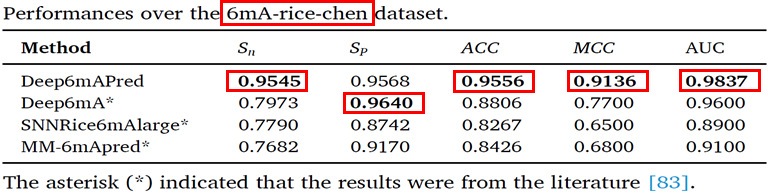 Performances over the 6mA-rice-chen dataset.
Method Sn SP ACC MCC AUC
Deep6mAPred 0.9545 0.9568 0.9556 0.9136 0.9837
Deep6mA* 0.7973 0.9640 0.8806 0.7700 0.9600
SNNRice6mAlarge* 0.7790 0.8742 0.8267 0.6500 0.8900
MM-6mApred* 0.7682 0.9170 0.8426 0.6800 0.9100
The asterisk (*) indicated that the results were from the literature [83].